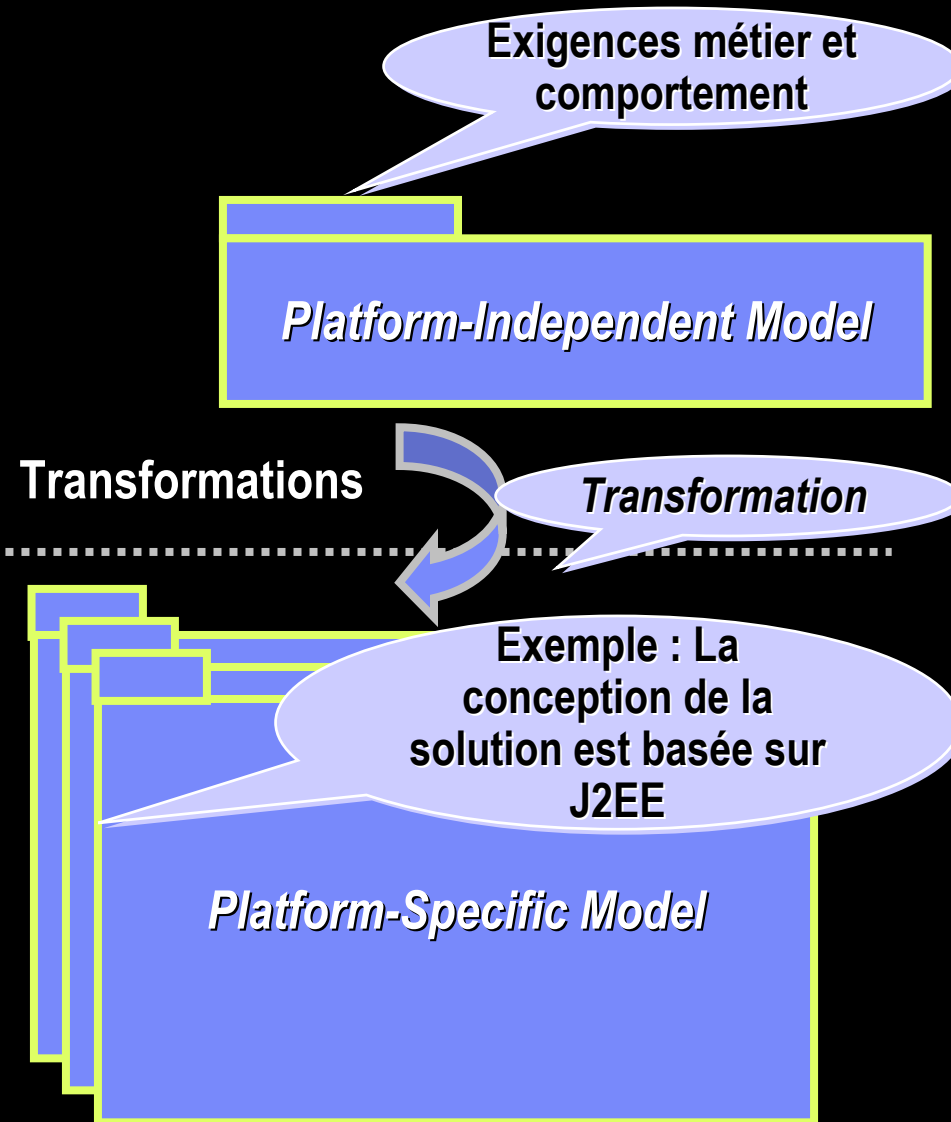 Exigences métier et
comportement
Platform-Independent Model
Transformations
Transformation
Exemple : La
conception de la
solution est basée sur
J2EE
Platform-Specific Model